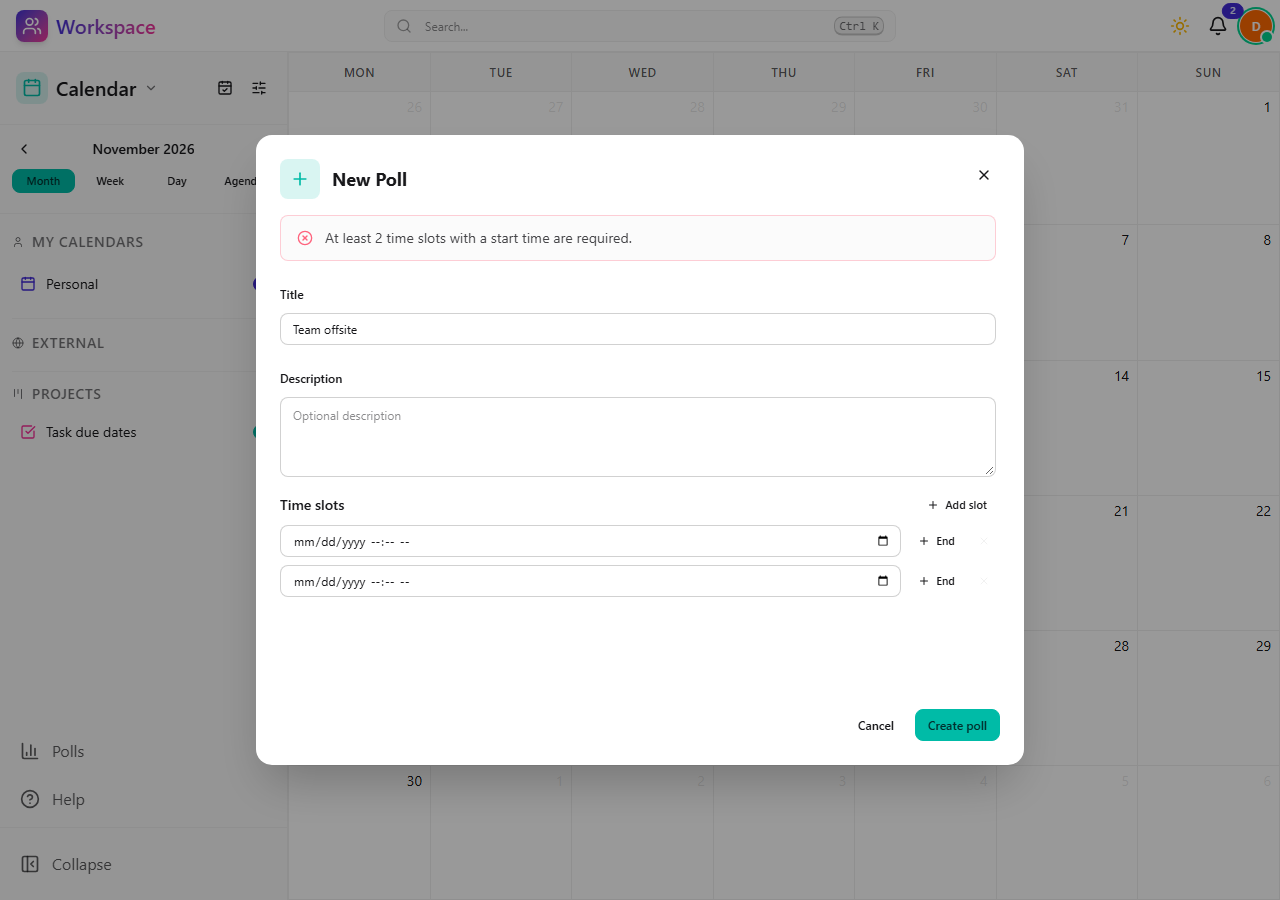 Workspace
Search...
Ctrl K
2
D
Calendar
November 2026
Month
Week
Day
Agend
MY CALENDARS
Personal
EXTERNAL
PROJECTS
Task due dates
Polls
Help
Collapse
MON
TUE
WED
THU
FRI
SAT
SUN
26
27
28
29
30
31
1
7
8
14
15
21
22
28
29
30
1
2
3
4
5
6
New Poll
At least 2 time slots with a start time are required.
Title
Team offsite
Description
Optional description
Time slots
Add slot
mm/dd/yyyy --:-- --
End
mm/dd/yyyy --:-- --
End
Cancel
Create poll